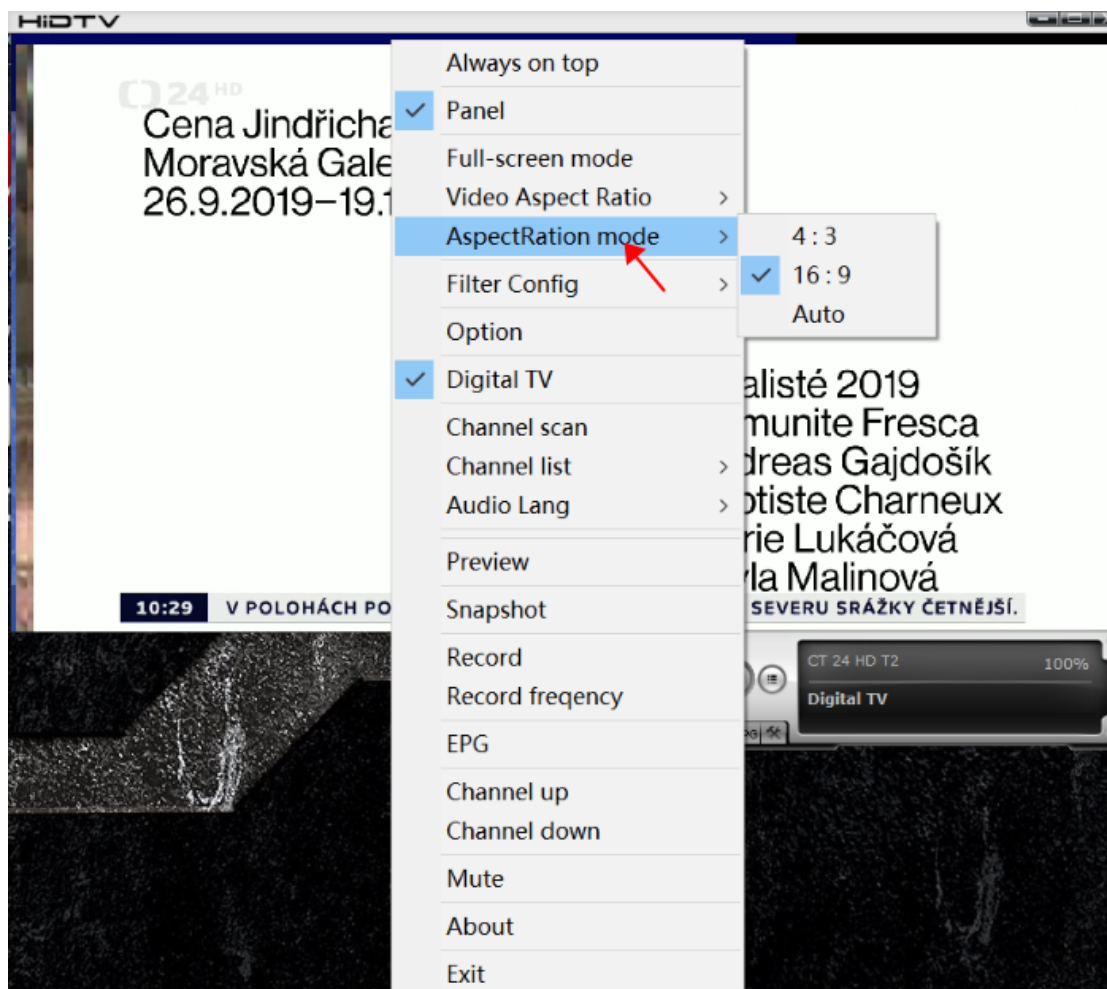 HiDTV
24 HD
Cena Jindřicha
Moravská Gale
26.9.2019–19.1
Always on top
Panel
Full-screen mode
Video Aspect Ratio
AspectRation mode
4 : 3
16 : 9
Auto
Filter Config
Option
Digital TV
Channel scan
Channel list
Audio Lang
Preview
Snapshot
Record
Record freqency
EPG
Channel up
Channel down
Mute
About
Exit
alisté 2019
munite Fresca
dreas Gajdošík
ptiste Charneux
rie Lukáčová
yla Malinová
10:29 V POLOHÁCH PO
SEVERU SRÁŽKY ČETNĚJŠÍ.
CT 24 HD T2 100%
Digital TV